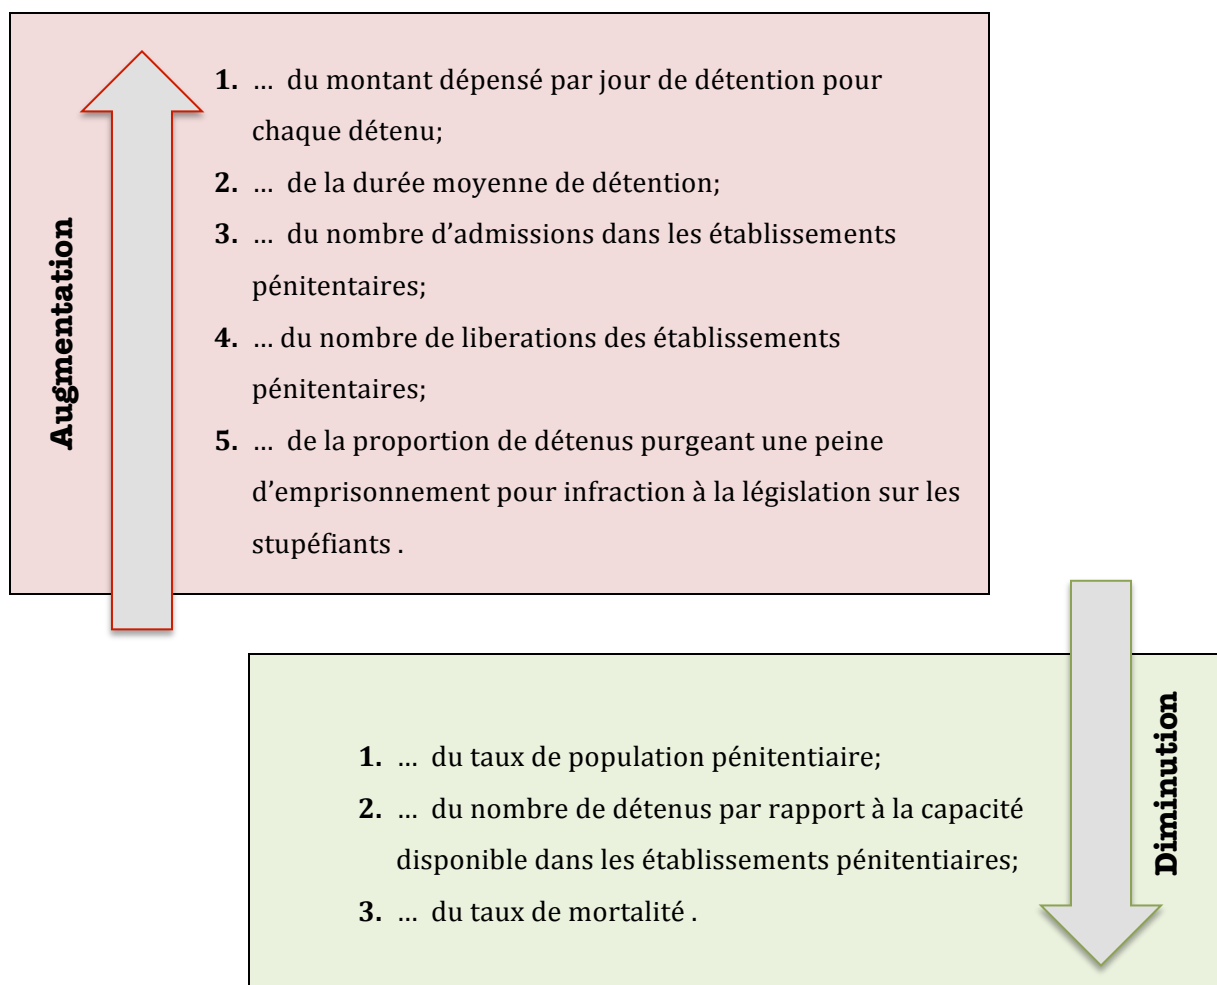 Augmentation
1. … du montant dépensé par jour de détention pour
chaque détenu;
2. … de la durée moyenne de détention;
3. … du nombre d’admissions dans les établissements
pénitentaires;
4. … du nombre de liberations des établissements
pénitentaires;
5. … de la proportion de détenus purgeant une peine
d’emprisonnement pour infraction à la législation sur les
stupéfiants .
1. … du taux de population pénitentiaire;
2. … du nombre de détenus par rapport à la capacité
disponible dans les établissements pénitentiaires;
3. … du taux de mortalité .
Diminution